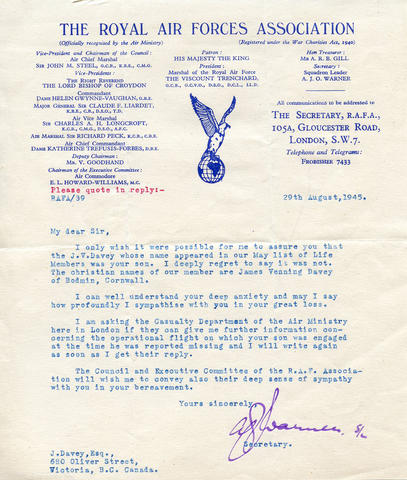 THE ROYAL AIR FORCES ASSOCIATION
(Officially recognised by the Air Ministry)
(Registered under the War Charities Act, 1940)
Vice-President and Chairman of the Council:
Air Chief Marshal
Sir JOHN M. STEEL, G.C.B., K.B.E., C.M.G.
Vice-Presidents:
The Right Reverend
The LORD BISHOP OF CROYDON
Commandant
Dame HELEN GWYNNE-VAUGHAN, G.B.E.
Major General Sir CLAUDE F. LIARDET,
K.B.E., C.B., D.S.O., T.D.
Air Vice Marshal
Sir CHARLES A. H. LONGCROFT,
K.C.B., C.M.G., D.S.O., A.F.C.
Air Marshal Sir RICHARD PECK, K.C.B., O.B.E.
Air Chief Commandant
Dame KATHERINE TREFUSIS-FORBES, D.B.E.
Deputy Chairman:
Mr. V. GOODHAND
Chairman of the Executive Committee:
Air Commodore
E. L. HOWARD-WILLIAMS, M.C.
Patron:
HIS MAJESTY THE KING
President:
Marshal of the Royal Air Force
The VISCOUNT TRENCHARD,
G.C.B., G.C.V.O., D.S.O., D.C.L., LL.D.
Hon Treasurer:
Mr A. R. B. GILL
Secretary:
Squadron Leader
A. J. O. WARNER
All communications to be addressed to
The Secretary, R.A.F.A.,
105A, Gloucester Road,
London, S.W.7.
Telephone and Telegrams:
Frobisher 7433
Please quote in reply:-
RAFA/39
29th August,1945.
My dear Sir,
I only wish it were possible for me to assure you that
the J.V.Davey whose name appeared in our May list of Life
Members was your son. I deeply regret to say it was not.
The christian names of our member are James Venning Davey
of Bodmin, Cornwall.
I can well understand your deep anxiety and may I say
how profoundly I sympathise with you in your great loss.
I am asking the Casualty Department of the Air Ministry
here in London if they can give me further information con-
cerning the operational flight on which your son was engaged
at the time he was reported missing and I will write again
as soon as I get their reply.
The Council and Executive Committee of the R.A.F. Associa-
tion will wish me to convey also their deep sense of sympathy
with you in your bereavement.
Yours sincerely,
Warner S/L
Secretary.
J.Davey,Esq.,
680 Oliver Street,
Victoria, B.C. Canada.